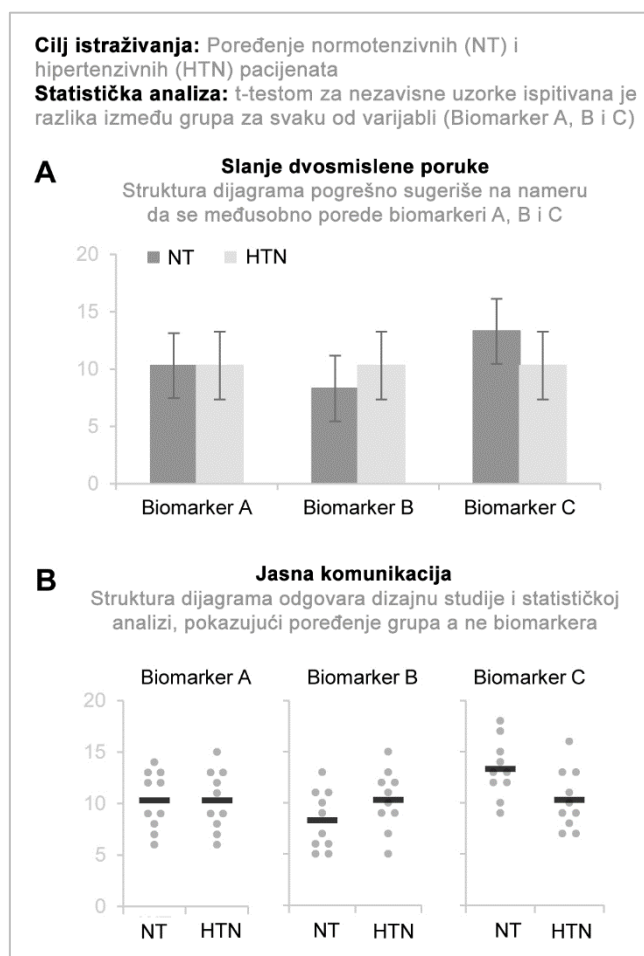 Cilj istraživanja: Poređenje normotenzivnih (NT) i
hipertenzivnih (HTN) pacijenata
Statistička analiza: t-testom za nezavisne uzorke ispitivana je
razlika između grupa za svaku od varijabli (Biomarker A, B i C)
A
Slanje dvosmislene poruke
Struktura dijagrama pogrešno sugeriše na nameru
da se međusobno porede biomarkeri A, B i C
20
NT HTN
15
10
5
0
Biomarker A Biomarker B Biomarker C
B
Jasna komunikacija
Struktura dijagrama odgovara dizajnu studije i statističkoj
analizi, pokazujući poređenje grupa a ne biomarkera
Biomarker A Biomarker B Biomarker C
20
15
10
5
0
NT HTN NT HTN NT HTN